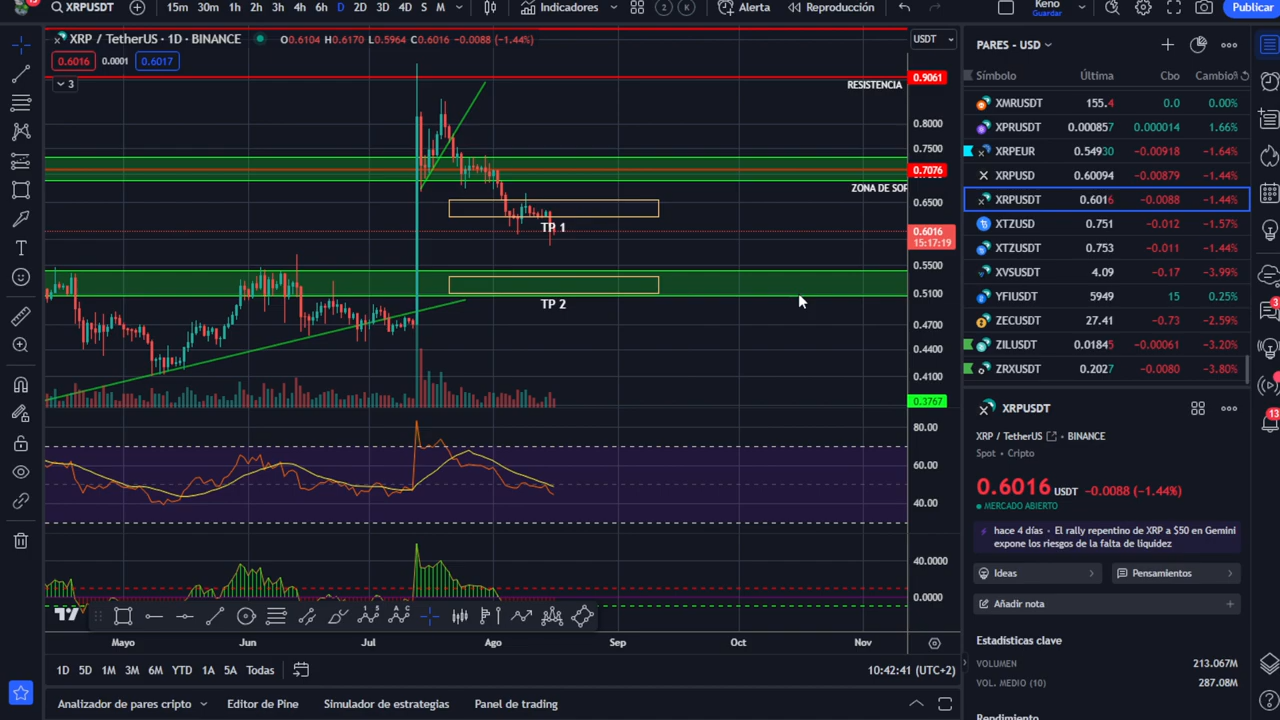 XRPUSDT
15m 30m 1h 2h 3h 4h 6h D 2D 3D 4D S M
Indicadores
2
K
Alerta
Reproducción
Keno
Guardar
Publicar
XRP / TetherUS · 1D · BINANCE
O0.6104 H0.6170 L0.5964 C0.6016 -0.0088 (-1.44%)
0.6016 0.0001 0.6017
3
USDT
0.9061
RESISTENCIA
0.8000
0.7500
0.7076
ZONA DE SOP
0.6500
TP 1
0.6016
15:17:19
0.5500
0.5100
TP 2
0.4700
0.4400
0.4100
0.3767
80.00
60.00
40.00
40.0000
0.0000
Mayo Jun Jul Ago Sep Oct Nov
1D 5D 1M 3M 6M YTD 1A 5A Todas
10:42:41 (UTC+2)
Analizador de pares cripto
Editor de Pine
Simulador de estrategias
Panel de trading
PARES - USD
Símbolo Última Cbo Cambio%
XMRUSDT 155.4 0.0 0.00%
XPRUSDT 0.000857 0.000014 1.66%
XRPEUR 0.54930 -0.00918 -1.64%
XRPUSD 0.60094 -0.00879 -1.44%
XRPUSDT 0.6016 -0.0088 -1.44%
XTZUSD 0.751 -0.012 -1.57%
XTZUSDT 0.753 -0.011 -1.44%
XVSUSDT 4.09 -0.17 -3.99%
YFIUSDT 5949 15 0.25%
ZECUSDT 27.41 -0.73 -2.59%
ZILUSDT 0.01845 -0.00061 -3.20%
ZRXUSDT 0.2027 -0.0080 -3.80%
XRPUSDT
XRP / TetherUS BINANCE
Spot • Cripto
0.6016 USDT -0.0088 (-1.44%)
MERCADO ABIERTO
hace 4 días · El rally repentino de XRP a $50 en Gemini
expone los riesgos de la falta de liquidez
Ideas
Pensamientos
Añadir nota
Estadísticas clave
VOLUMEN 213.067M
VOL. MEDIO (10) 287.08M
Rendimiento
3
13